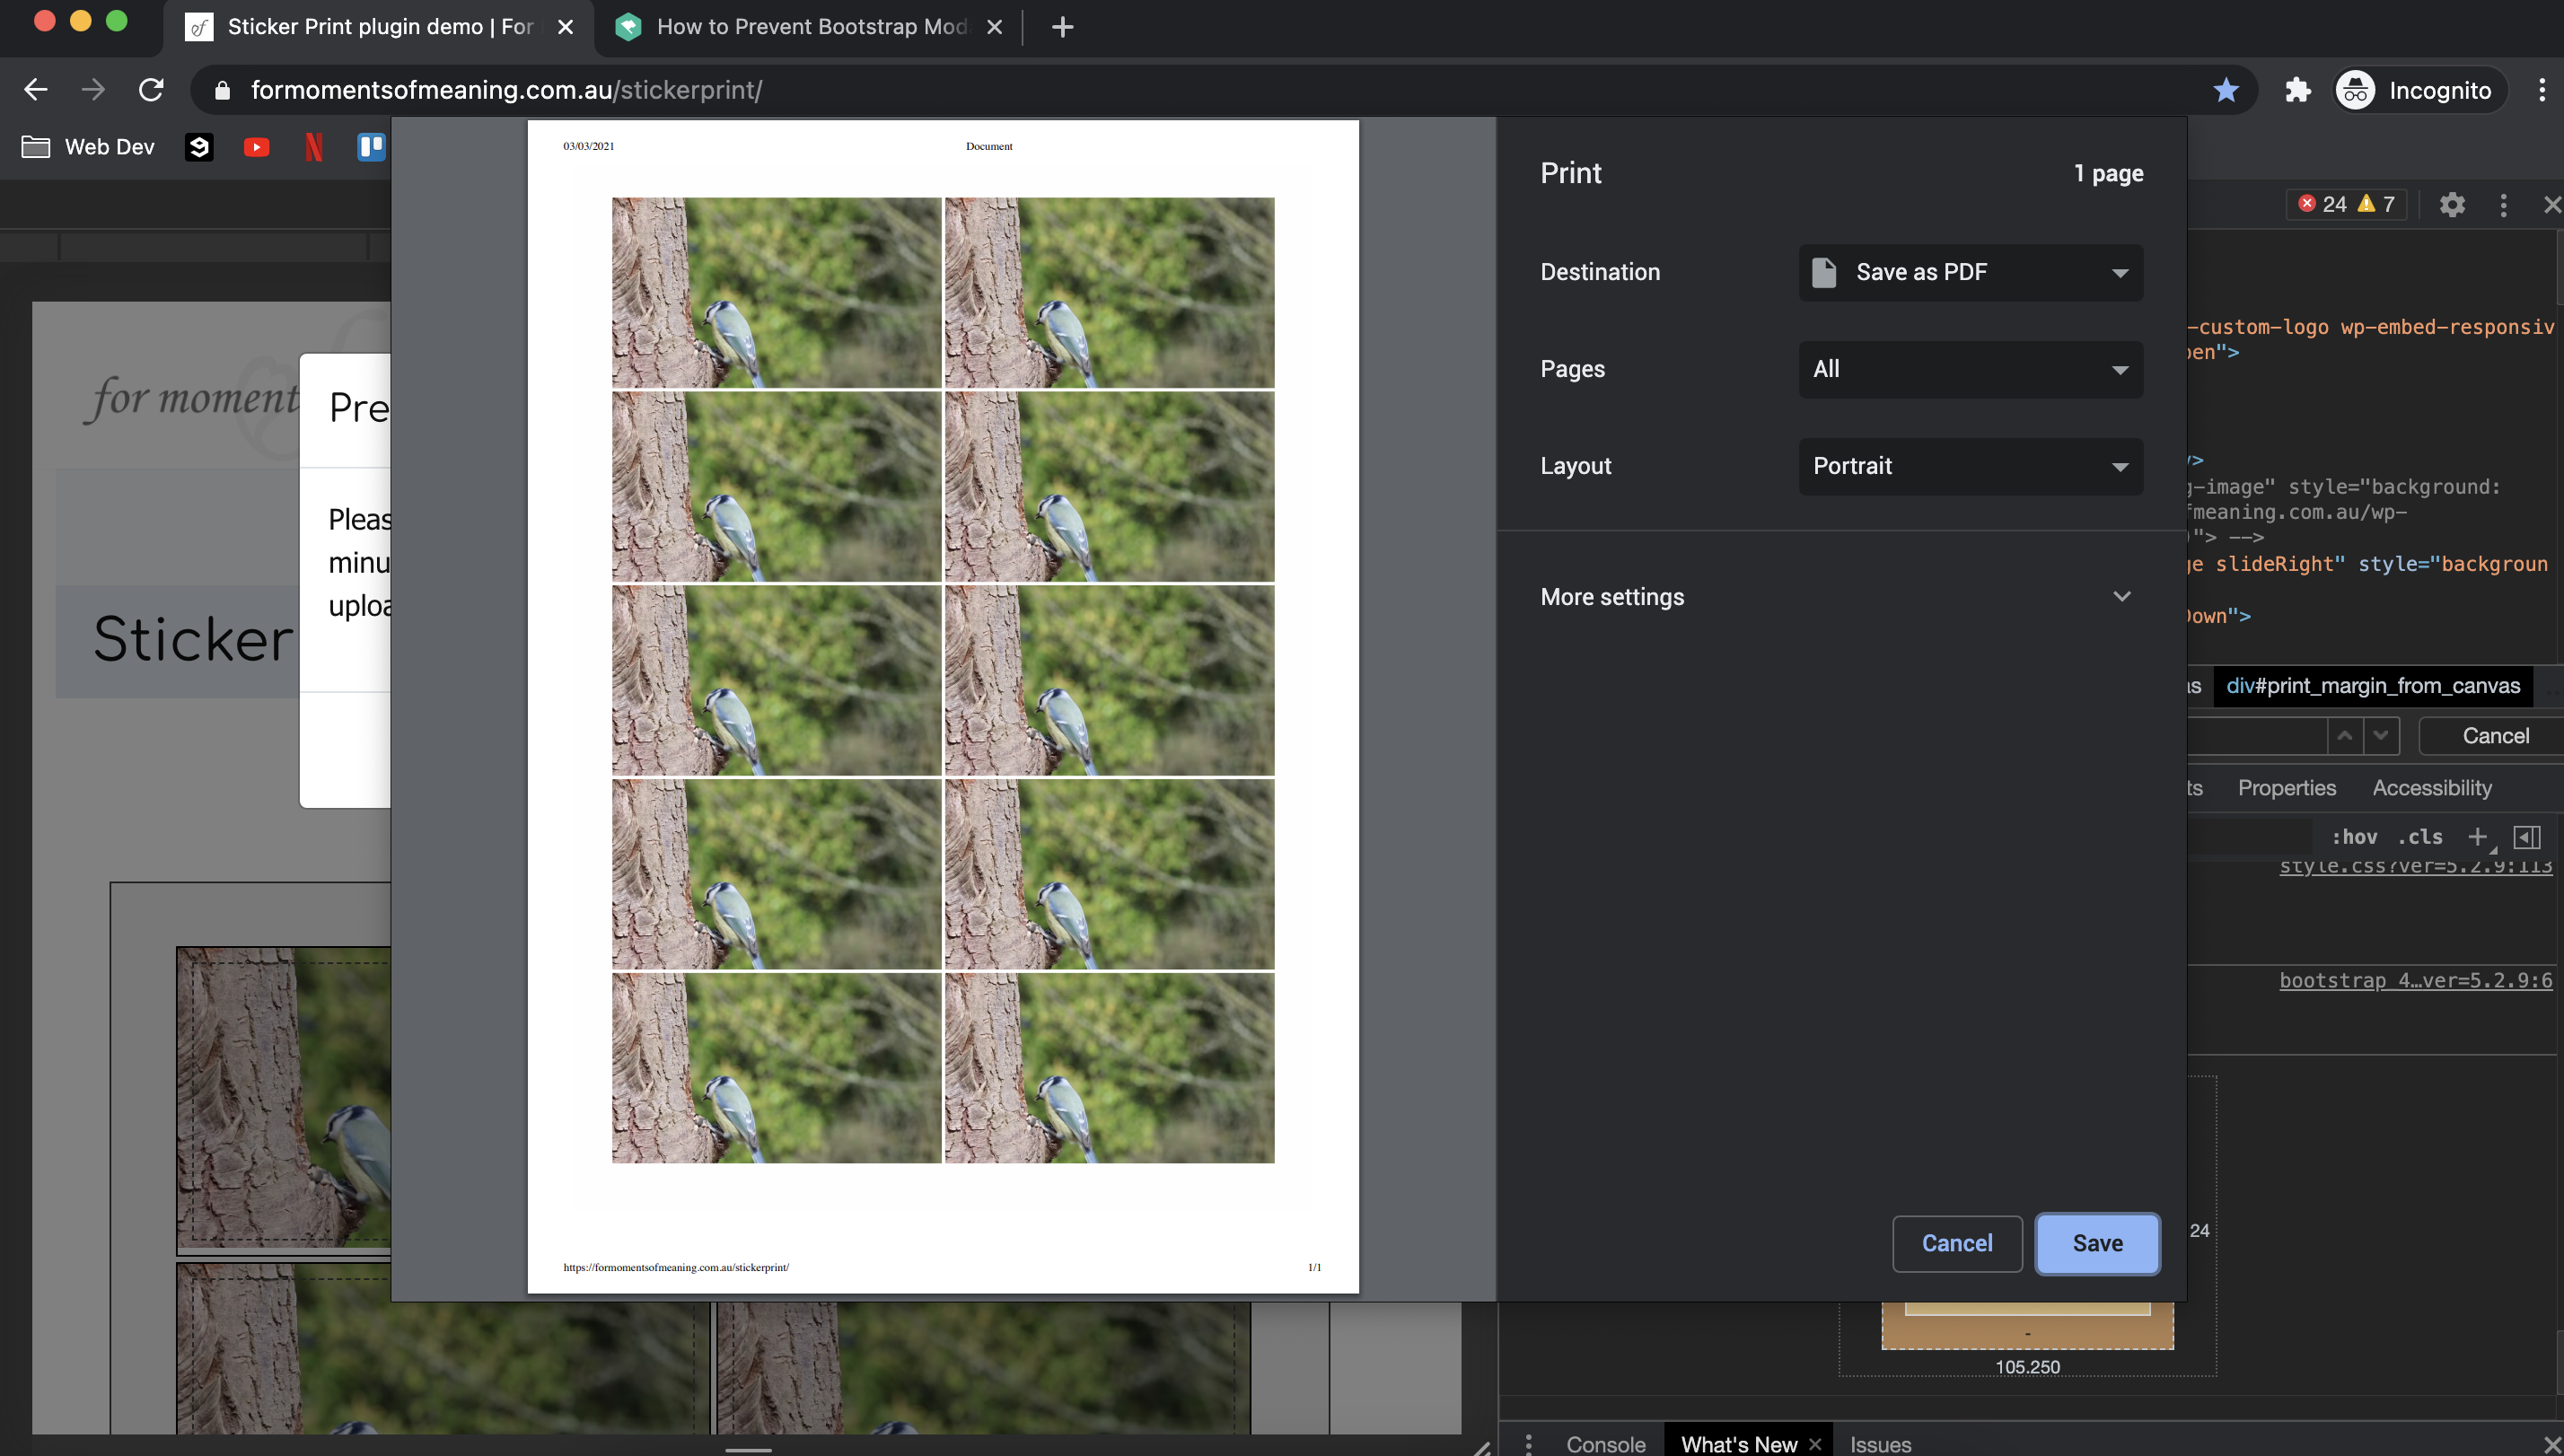 Sticker Print plugin demo | For
How to Prevent Bootstrap Mod
formomentsofmeaning.com.au/stickerprint/
Incognito
Web Dev
03/03/2021
Document
Print
1 page
24
7
Destination
Save as PDF
-custom-logo wp-embed-responsiv
pen">
Pages
All
for moment
Pre
Layout
Portrait
g-image" style="background:
fmeaning.com.au/wp-
)"> -->
Pleas
minu
uploa
ge slideRight" style="backgroun
More settings
Down">
Sticker
div#print_margin_from_canvas
Cancel
ts
Properties
Accessibility
:hov
.cls
style.css?ver=5.2.9:113
bootstrap_4…ver=5.2.9:6
Cancel
Save
24
https://formomentsofmeaning.com.au/stickerprint/
1/1
-
105.250
Console
What's New
Issues